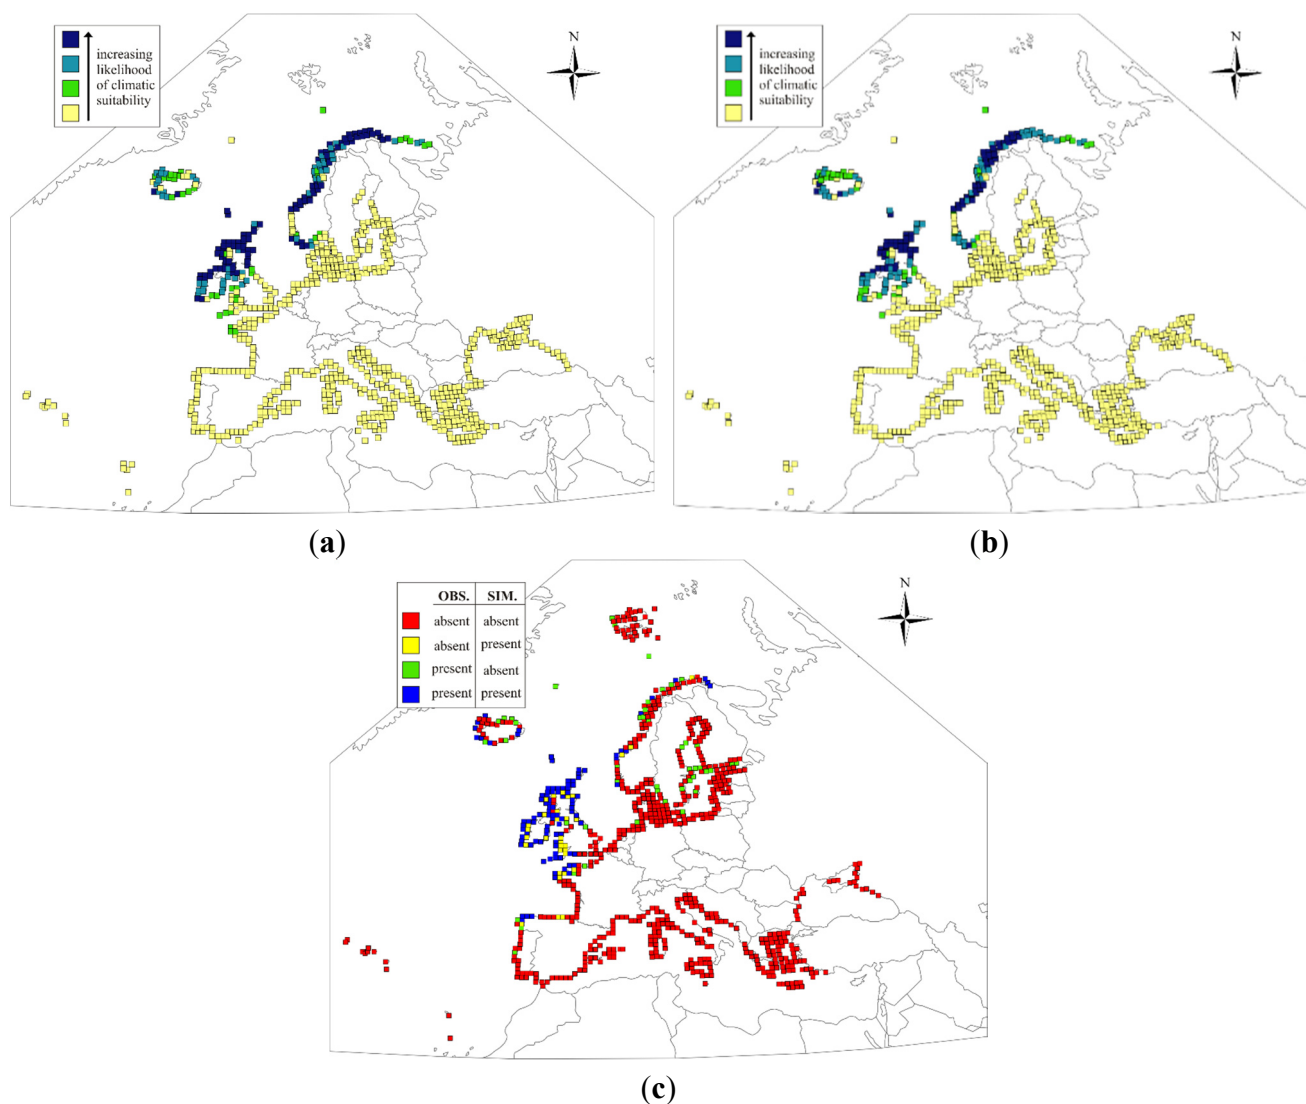 increasing
likelihood
of climatic
suitability
N
(a)
increasing
likelihood
of climatic
suitability
N
(b)
OBS. SIM.
absent absent
absent present
present absent
present present
N
(c)